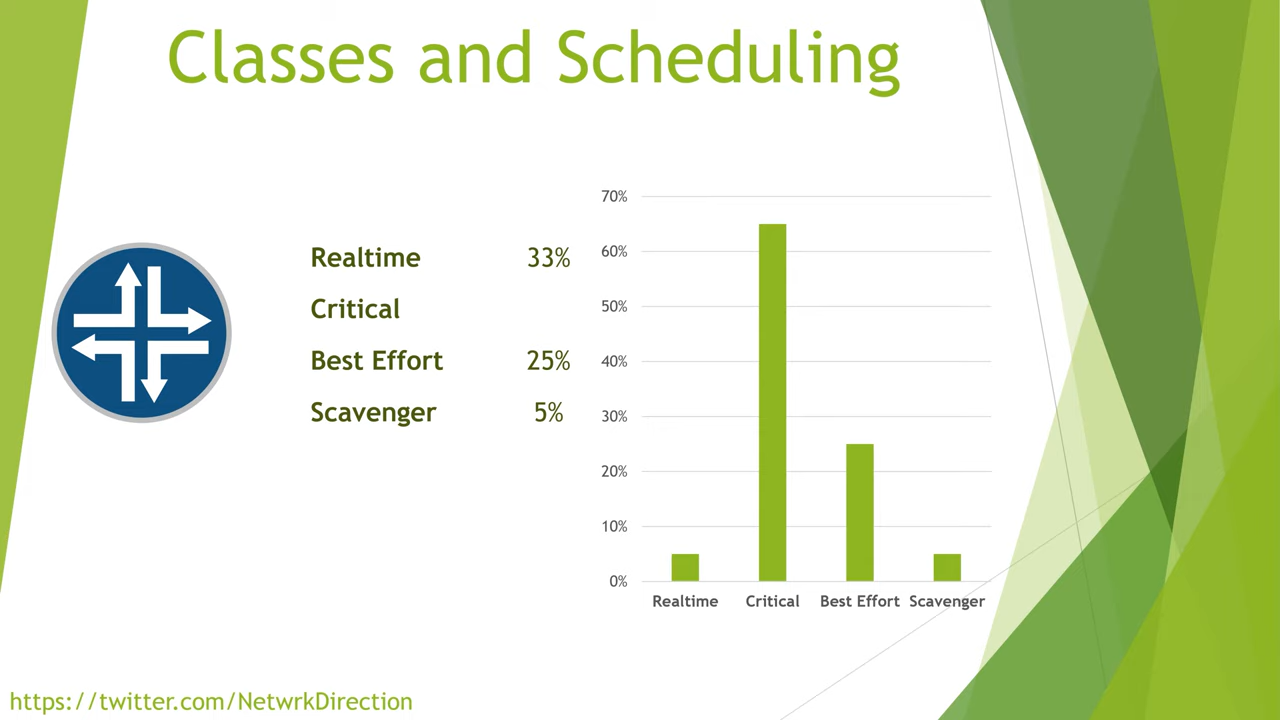 Classes and Scheduling
Realtime 33%
Critical
Best Effort 25%
Scavenger 5%
70%
60%
50%
40%
30%
20%
10%
0%
Realtime Critical Best Effort Scavenger
https://twitter.com/NetwrkDirection